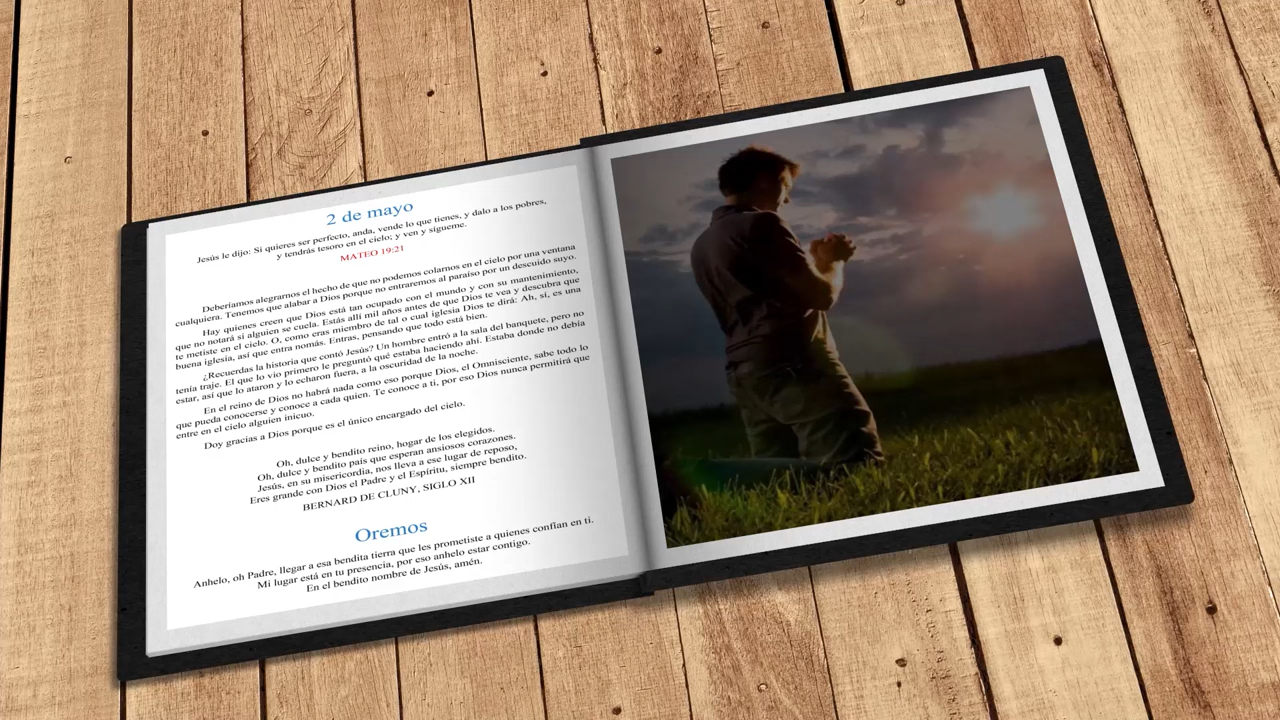 2 de mayo
Jesús le dijo: Si quieres ser perfecto, anda, vende lo que tienes, y dalo a los pobres,
y tendrás tesoro en el cielo; y ven y sígueme.
MATEO 19:21
Deberíamos alegrarnos el hecho de que no podemos colarnos en el cielo por una ventana
cualquiera. Tenemos que alabar a Dios porque no entraremos al paraíso por un descuido suyo.
Hay quienes creen que Dios está tan ocupado con el mundo y con su mantenimiento,
que no notará si alguien se cuela. Estás allí mil años antes de que Dios te vea y descubra que
te metiste en el cielo. O, como eras miembro de tal o cual iglesia Dios te dirá: Ah, sí, es una
buena iglesia, así que entra nomás. Entras, pensando que todo está bien.
¿Recuerdas la historia que contó Jesús? Un hombre entró a la sala del banquete, pero no
tenía traje. El que lo vio primero le preguntó qué estaba haciendo ahí. Estaba donde no debía
estar, así que lo ataron y lo echaron fuera, a la oscuridad de la noche.
En el reino de Dios no habrá nada como eso porque Dios, el Omnisciente, sabe todo lo
que pueda conocerse y conoce a cada quien. Te conoce a ti, por eso Dios nunca permitirá que
entre en el cielo alguien inicuo.
Doy gracias a Dios porque es el único encargado del cielo.
Oh, dulce y bendito reino, hogar de los elegidos.
Oh, dulce y bendito país que esperan ansiosos corazones.
Jesús, en su misericordia, nos lleva a ese lugar de reposo,
Eres grande con Dios el Padre y el Espíritu, siempre bendito.
BERNARD DE CLUNY, SIGLO XII
Oremos
Anhelo, oh Padre, llegar a esa bendita tierra que les prometiste a quienes confían en ti.
Mi lugar está en tu presencia, por eso anhelo estar contigo.
En el bendito nombre de Jesús, amén.